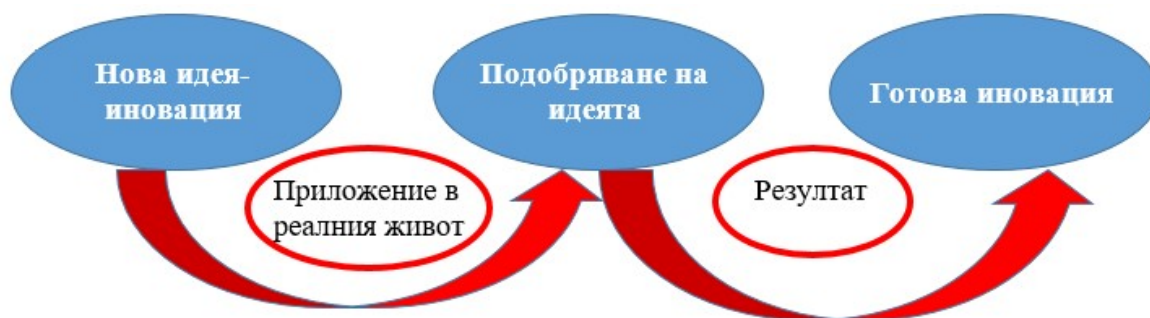 Нова идея-
иновация
Подобряване на
идеята
Готова иновация
Приложение в
реалния живот
Резултат